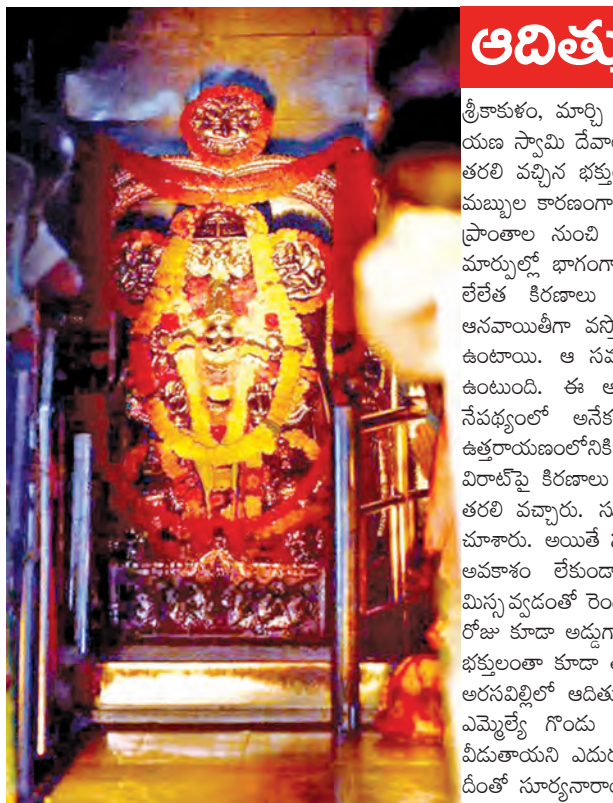 ఆదిత్యు
శ్రీకాకుళం, మార్చి
యణ స్వామి దేవాల
తరలి వచ్చిన భక్తుల
మబ్బుల కారణంగా
ప్రాంతాల నుంచి
మార్పుల్లో భాగంగా
లేలేత కిరణాలు
ఆనవాయితీగా వస్తో
ఉంటాయి. ఆ సమ
ఉంటుంది. ఈ అ
నేపథ్యంలో అనేక
ఉత్తరాయణంలోనికి
విరాట్‌పై కిరణాలు
తరలి వచ్చారు. సూ
చూశారు. అయితే
అవకాశం లేకుండా
మిస్సవ్వడంతో రెం
రోజు కూడా అడ్డుగా
భక్తులంతా కూడా
అరసవిల్లిలో ఆదిత్యు
ఎమ్మెల్యే గొండు
వీడుతాయని ఎదురు
దీంతో సూర్యనారాయ